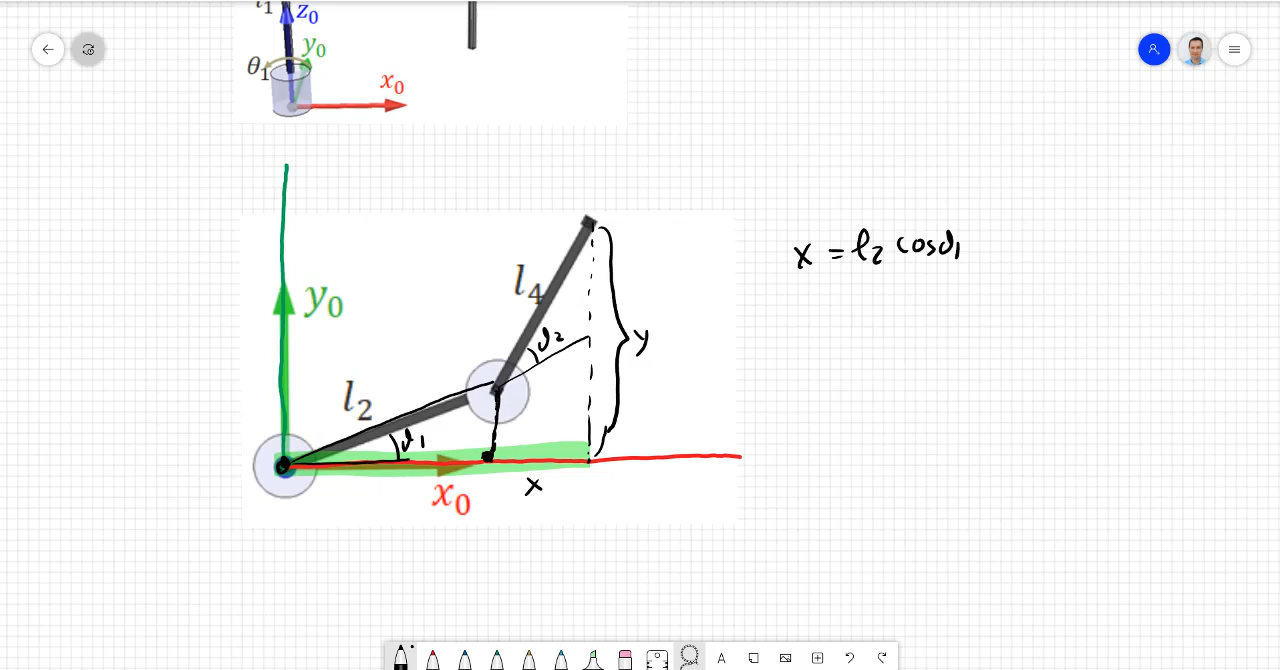 l₁
z₀
y₀
θ₁
x₀
y₀
l₄
ϑ₂
y
l₂
ϑ₁
x₀
x
x = ℓ₂ cosϑ₁
A